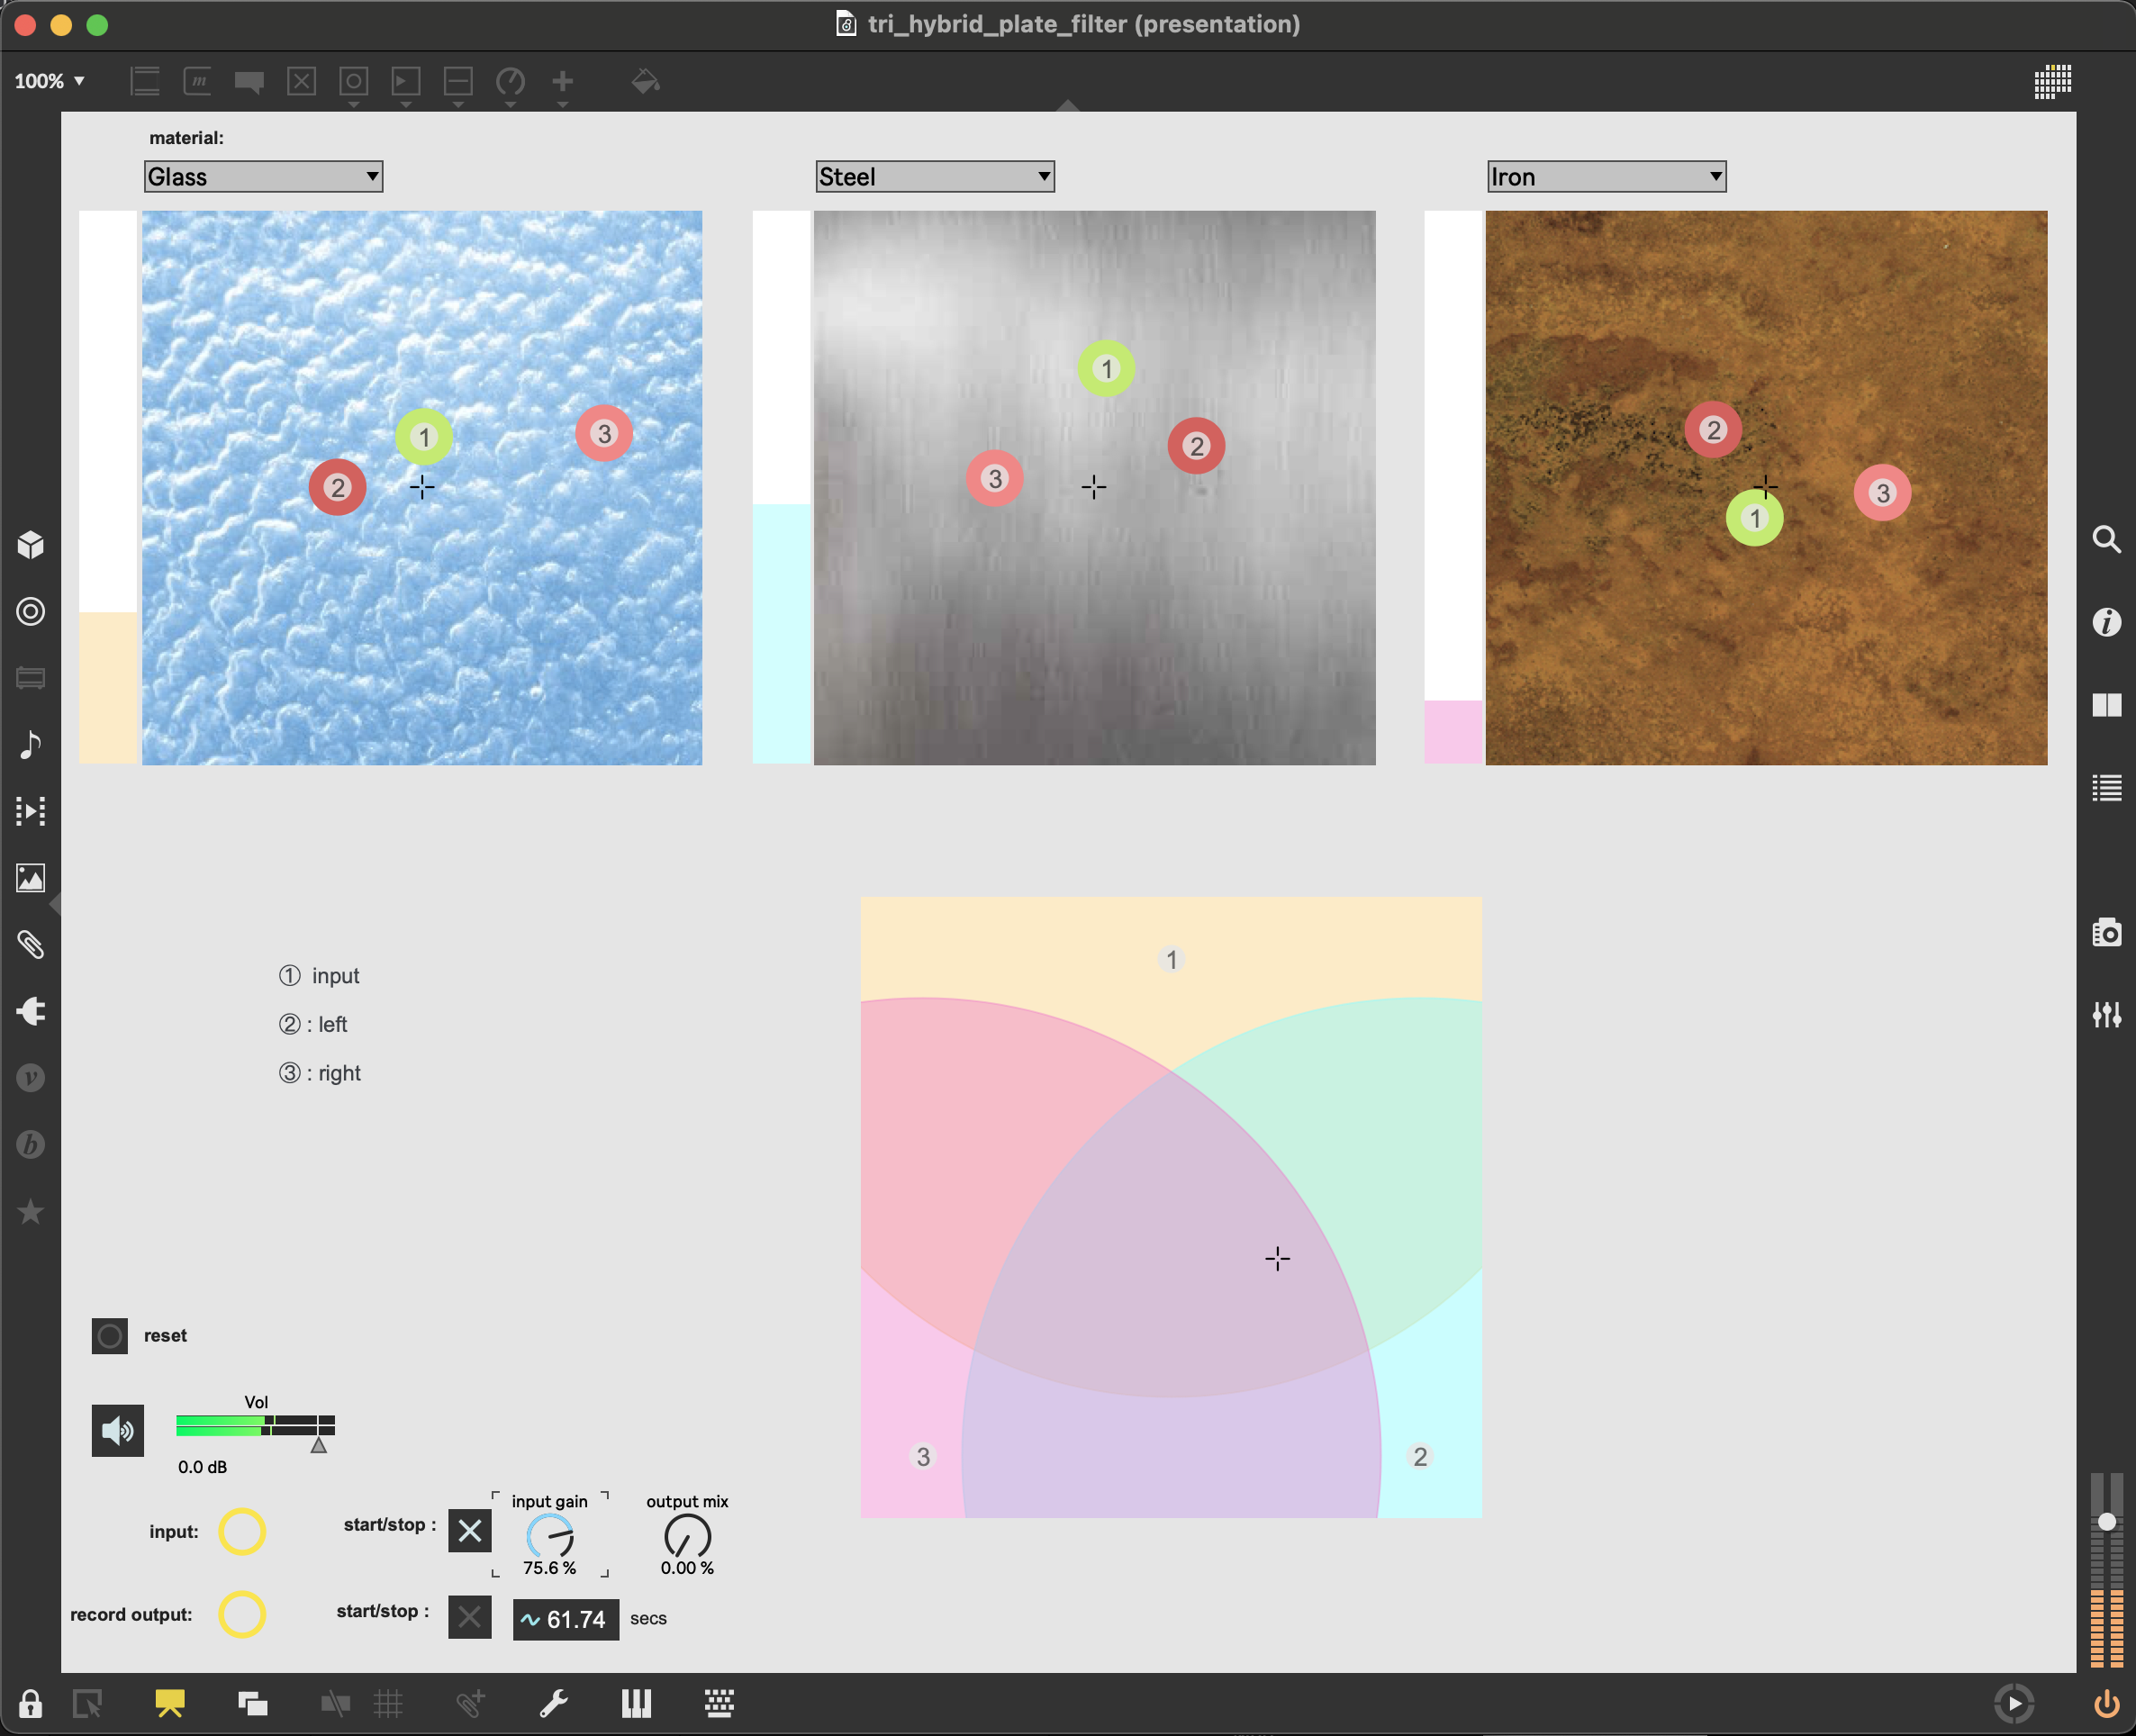 tri_hybrid_plate_filter (presentation)
100%
m
material:
Glass
Steel
Iron
1
2
3
1
2
3
1
2
3
1
① input
② : left
③ : right
3
2
reset
Vol
0.0 dB
input:
start/stop :
input gain
75.6 %
output mix
0.00 %
record output:
start/stop :
61.74 secs
i
v
b